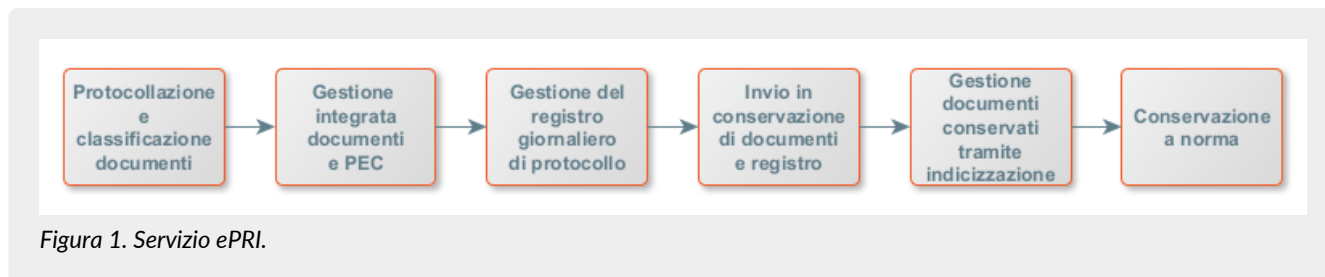 Protocollazione
e
classificazione
documenti
Gestione
integrata
documenti
e PEC
Gestione del
registro
giornaliero
di protocollo
Invio in
conservazione
di documenti
e registro
Gestione
documenti
conservati
tramite
indicizzazione
Conservazione
a norma
Figura 1. Servizio ePRI.